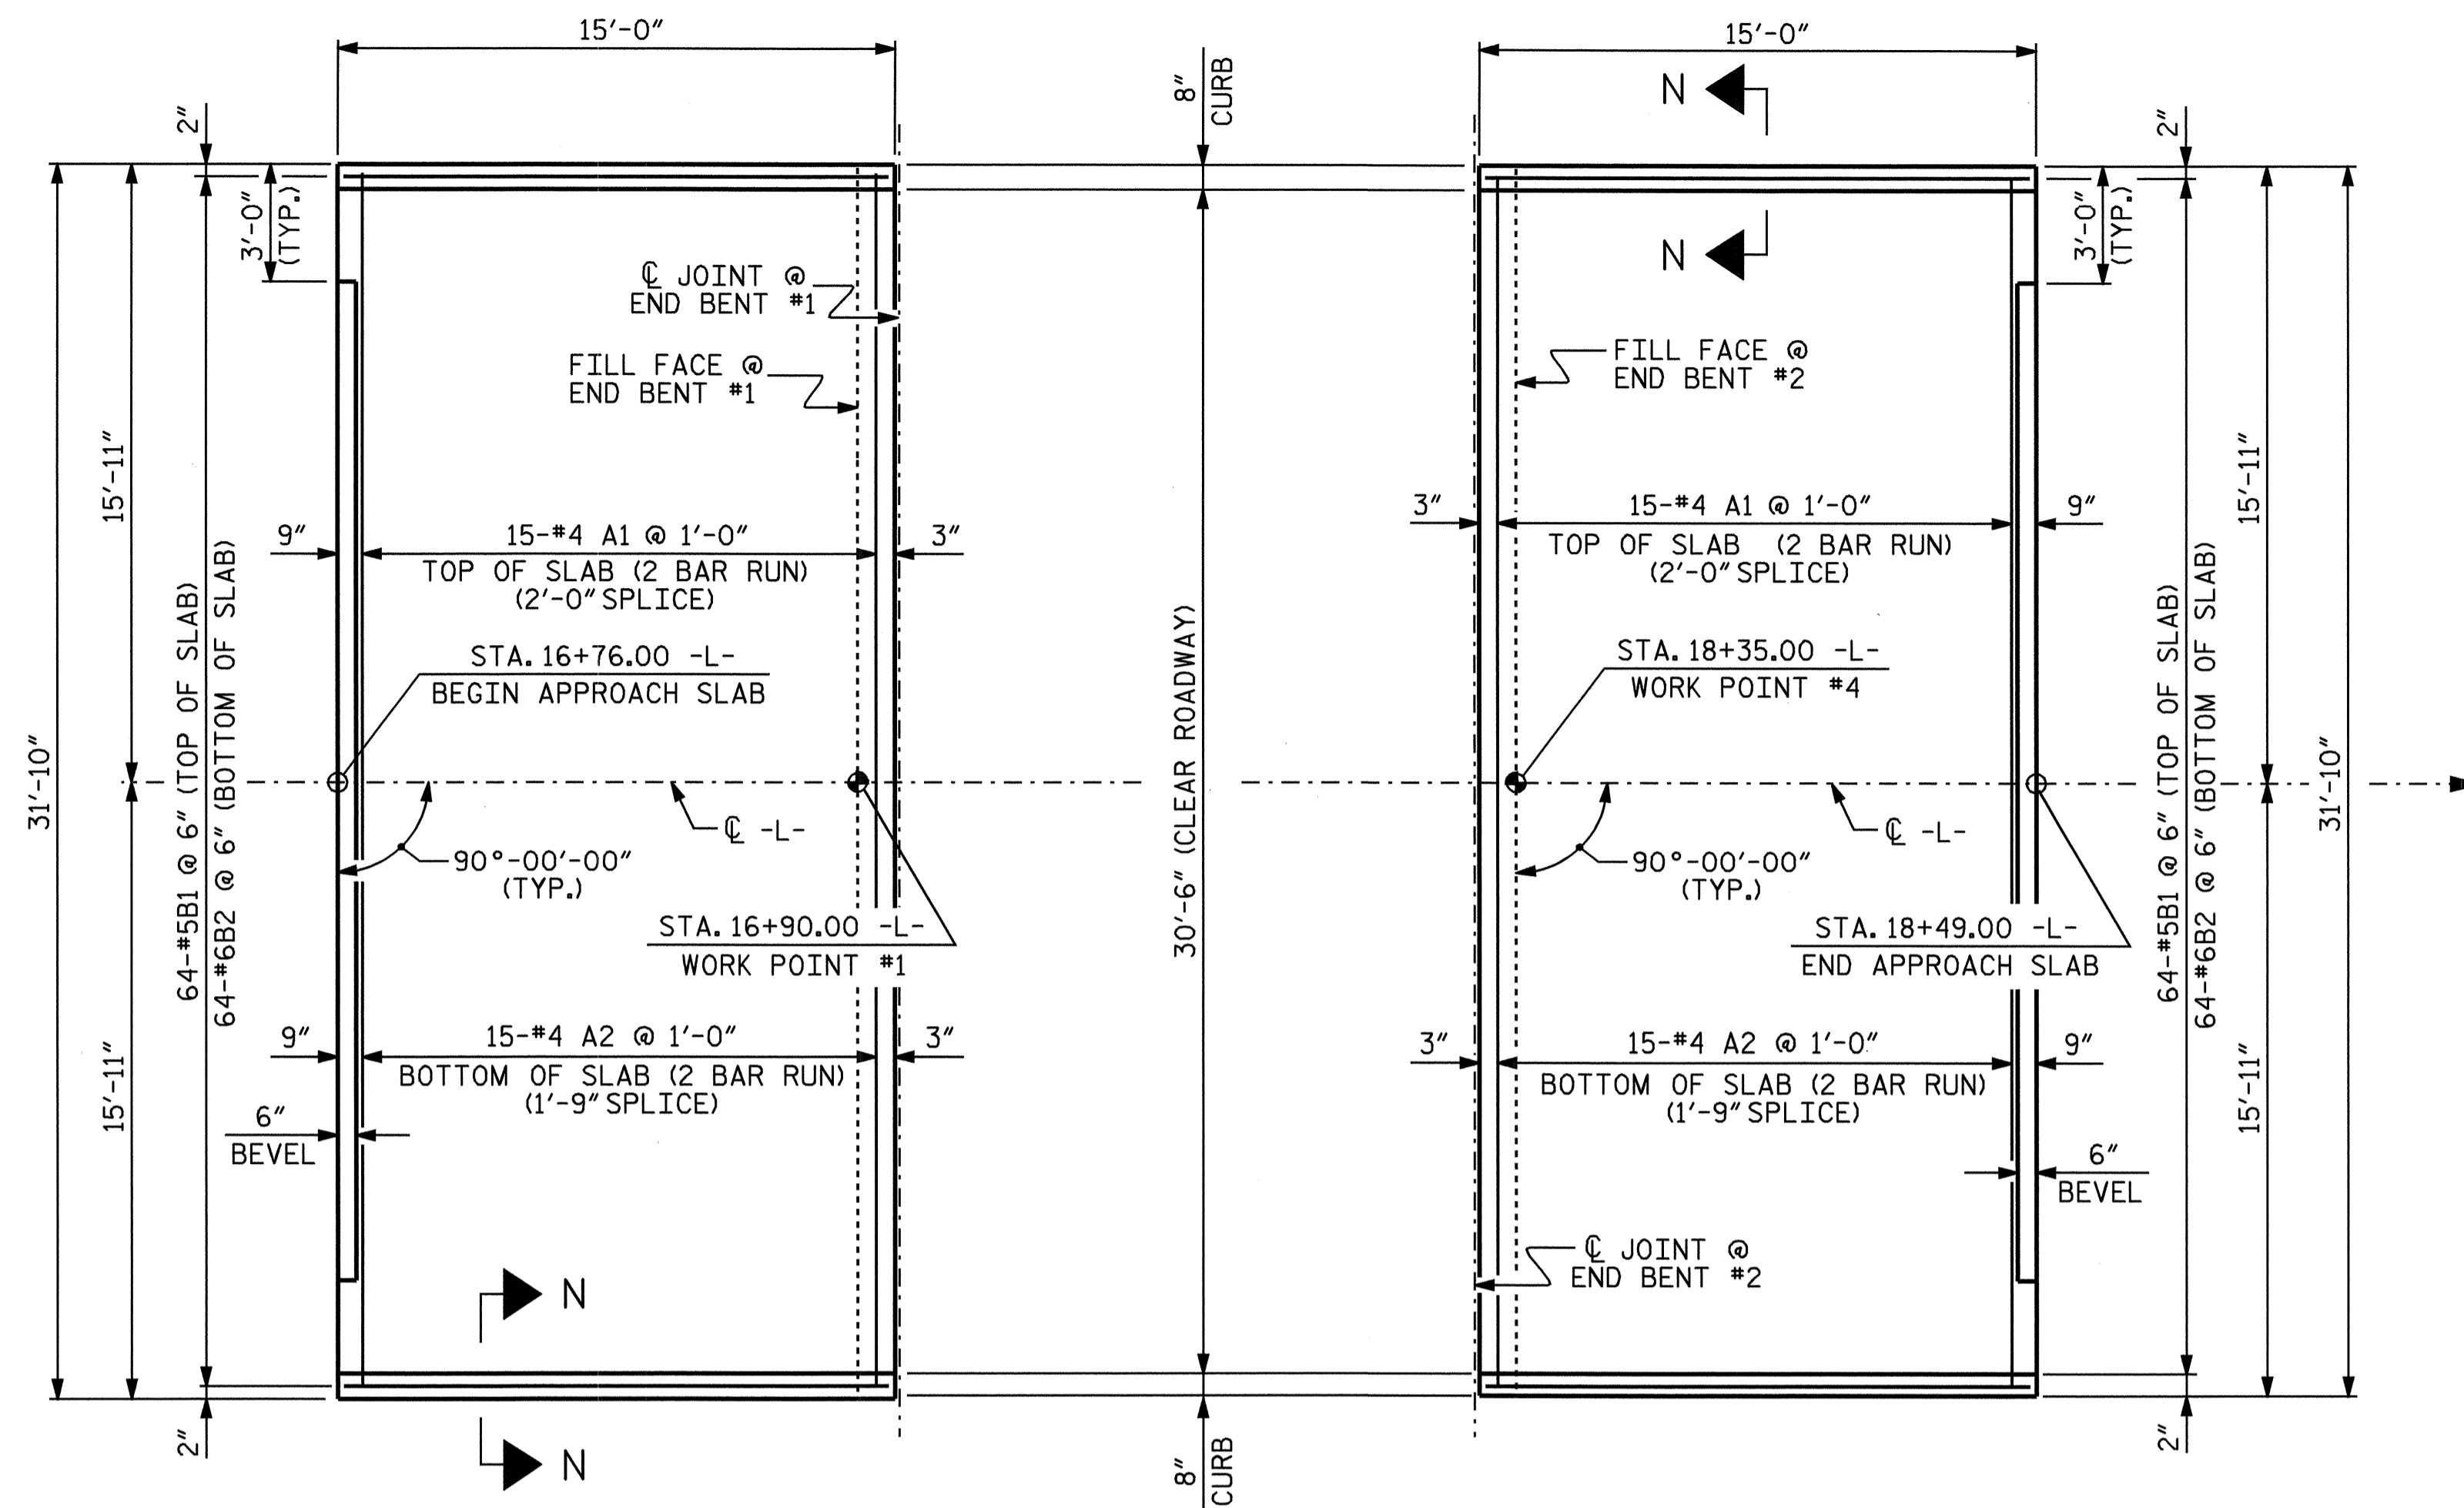 15'-0"
15'-0"
8"
CURB
N
N
2"
3'-0"
(TYP.)
2"
3'-0"
(TYP.)
℄ JOINT @
END BENT #1
FILL FACE @
END BENT #1
FILL FACE @
END BENT #2
15'-11"
15'-11"
9"
15-#4 A1 @ 1'-0"
3"
TOP OF SLAB (2 BAR RUN)
(2'-0" SPLICE)
3"
15-#4 A1 @ 1'-0"
9"
TOP OF SLAB (2 BAR RUN)
(2'-0" SPLICE)
STA. 16+76.00 -L-
BEGIN APPROACH SLAB
STA. 18+35.00 -L-
WORK POINT #4
31'-10"
64-#5B1 @ 6" (TOP OF SLAB)
64-#6B2 @ 6" (BOTTOM OF SLAB)
30'-6" (CLEAR ROADWAY)
64-#5B1 @ 6" (TOP OF SLAB)
64-#6B2 @ 6" (BOTTOM OF SLAB)
31'-10"
℄ -L-
90°-00'-00"
(TYP.)
℄ -L-
90°-00'-00"
(TYP.)
STA. 16+90.00 -L-
WORK POINT #1
STA. 18+49.00 -L-
END APPROACH SLAB
15'-11"
15'-11"
9"
15-#4 A2 @ 1'-0"
3"
BOTTOM OF SLAB (2 BAR RUN)
(1'-9" SPLICE)
3"
15-#4 A2 @ 1'-0"
9"
BOTTOM OF SLAB (2 BAR RUN)
(1'-9" SPLICE)
6"
BEVEL
6"
BEVEL
℄ JOINT @
END BENT #2
N
N
2"
8"
CURB
2"